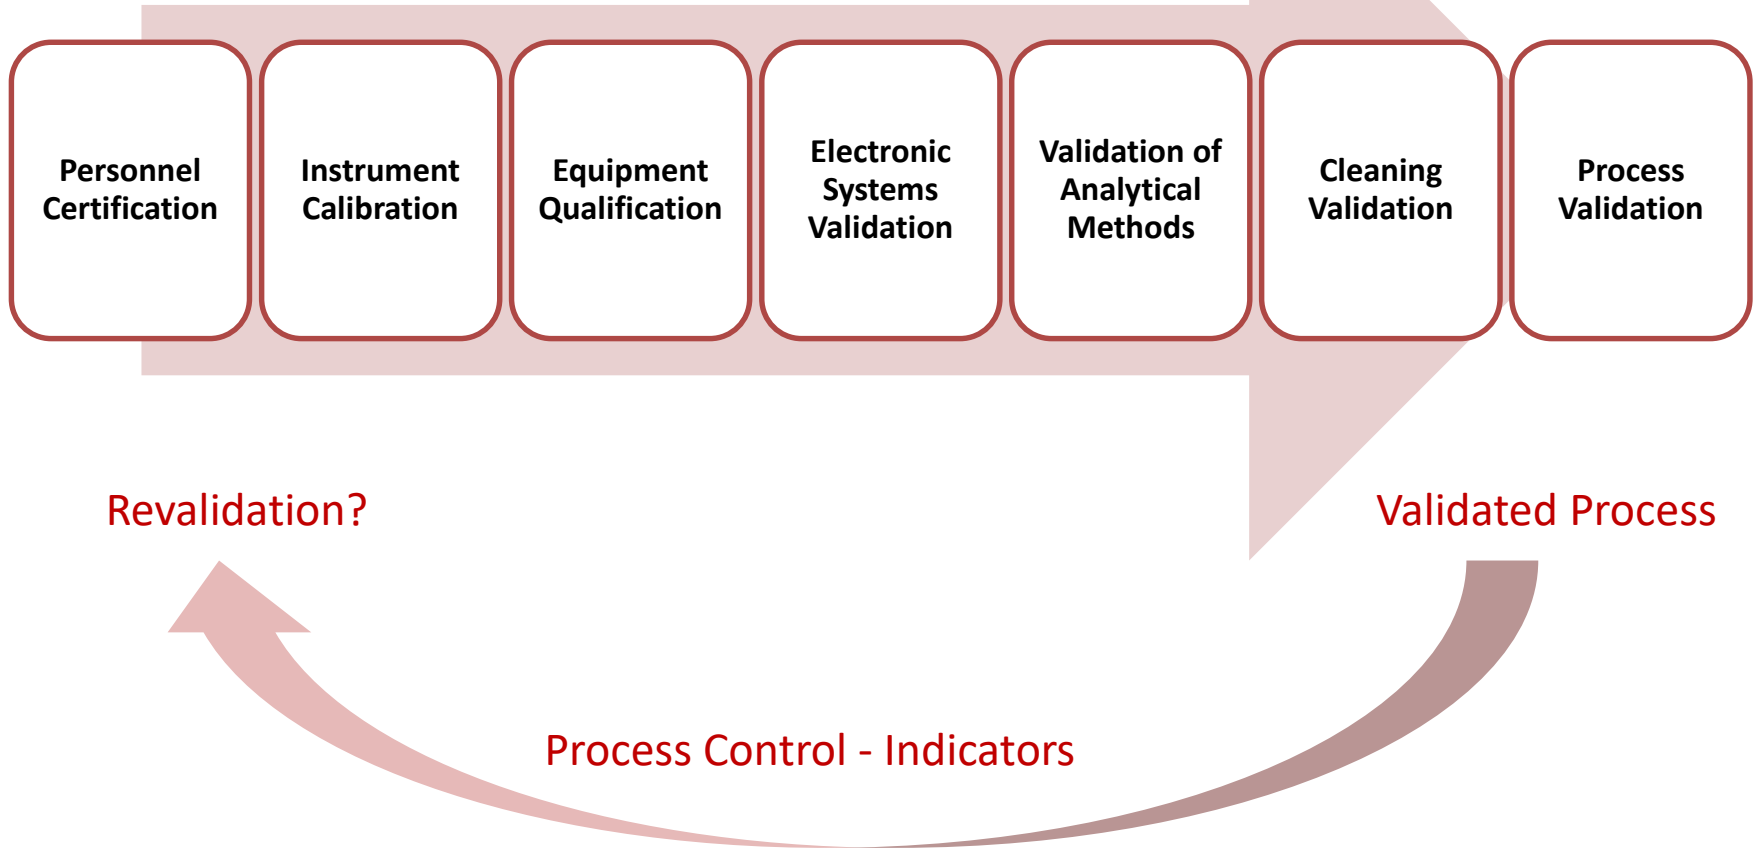 Personnel
Certification
Instrument
Calibration
Equipment
Qualification
Electronic
Systems
Validation
Validation of
Analytical
Methods
Cleaning
Validation
Process
Validation
Revalidation?
Validated Process
Process Control - Indicators